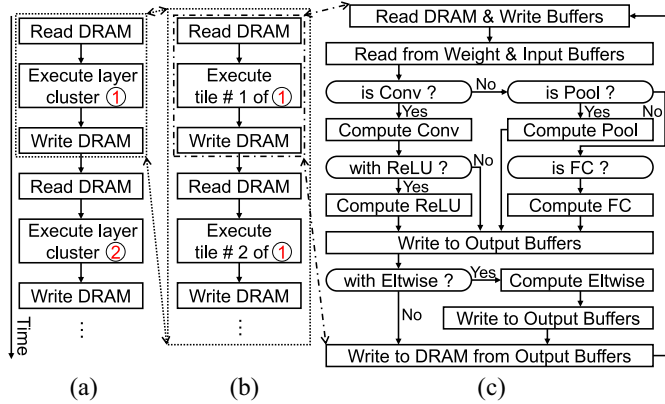 Read DRAM
Execute layer
cluster ①
Write DRAM
Read DRAM
Execute layer
cluster ②
Write DRAM
...
Time
(a)
Read DRAM
Execute
tile # 1 of ①
Write DRAM
Read DRAM
Execute
tile # 2 of ①
Write DRAM
...
(b)
Read DRAM & Write Buffers
Read from Weight & Input Buffers
is Conv ?
No
is Pool ?
Yes
Yes
No
Compute Conv
Compute Pool
with ReLU ?
No
is FC ?
Yes
Compute ReLU
Compute FC
Write to Output Buffers
with Eltwise ?
Yes
Compute Eltwise
No
Write to Output Buffers
Write to DRAM from Output Buffers
(c)